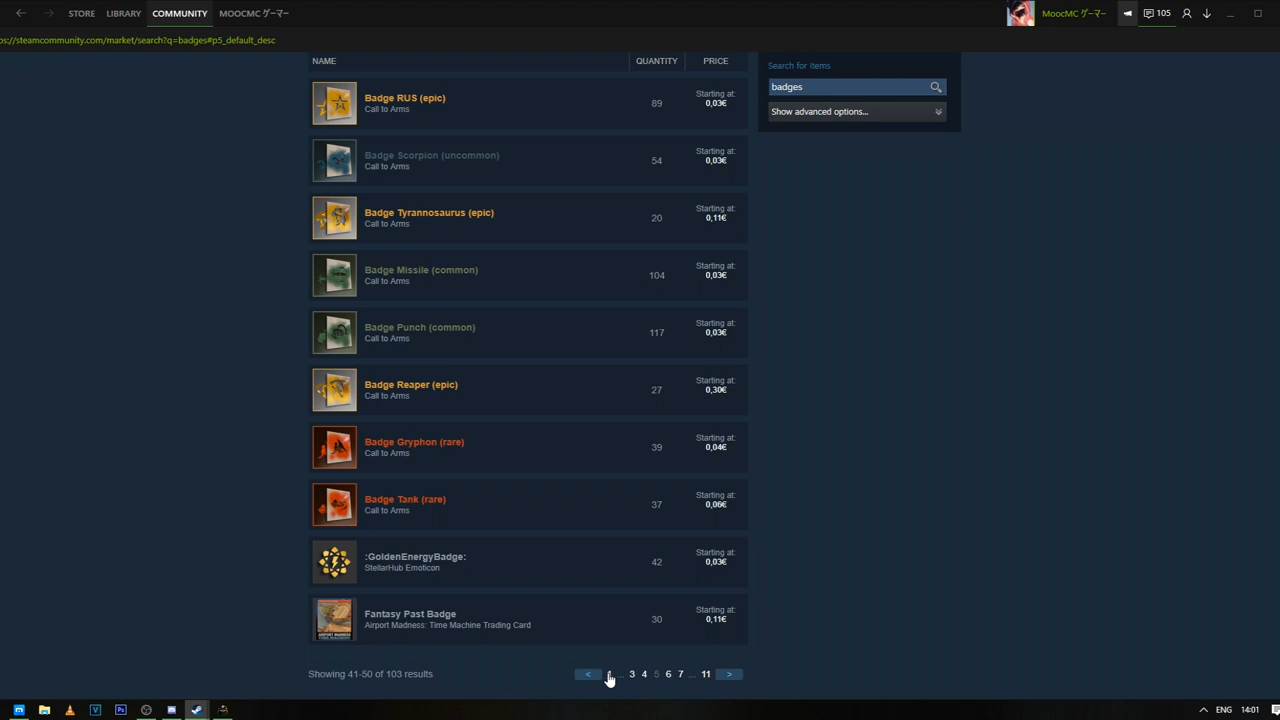 STORE LIBRARY COMMUNITY MOOCMC ゲーマー MoocMC ゲーマー 105
ps://steamcommunity.com/market/search?q=badges#p5_default_desc
NAME QUANTITY PRICE
Badge RUS (epic)
Call to Arms
89
Starting at:
0,03€
Badge Scorpion (uncommon)
Call to Arms
54
Starting at:
0,03€
Badge Tyrannosaurus (epic)
Call to Arms
20
Starting at:
0,11€
Badge Missile (common)
Call to Arms
104
Starting at:
0,03€
Badge Punch (common)
Call to Arms
117
Starting at:
0,03€
Badge Reaper (epic)
Call to Arms
27
Starting at:
0,30€
Badge Gryphon (rare)
Call to Arms
39
Starting at:
0,04€
Badge Tank (rare)
Call to Arms
37
Starting at:
0,06€
:GoldenEnergyBadge:
StellarHub Emoticon
42
Starting at:
0,03€
Fantasy Past Badge
Airport Madness: Time Machine Trading Card
30
Starting at:
0,11€
Showing 41-50 of 103 results
< 1 ... 3 4 5 6 7 ... 11 >
Search for Items
badges
Show advanced options...
ENG 14:01